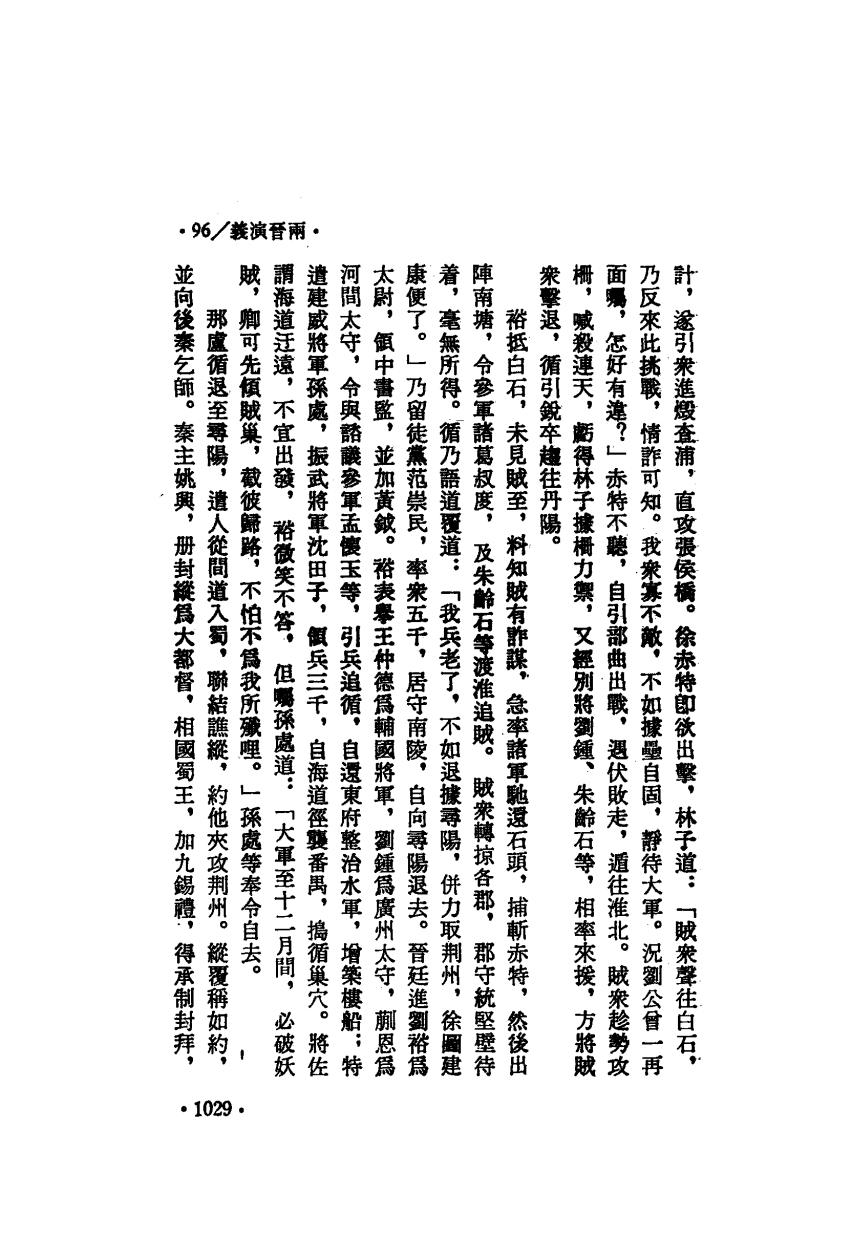 ·96／義演晉兩·
計，遂引衆進燬查浦，直攻張侯橋。徐赤特卽欲出擊，林子道：「賊衆聲往白石，
乃反來此挑戰，情詐可知。我衆寡不敵，不如據壘自固，靜待大軍。況劉公曾一再
面囑，怎好有違？」赤特不聽，自引部曲出戰，遇伏敗走，遁往淮北。賊衆趁勢攻
柵，喊殺連天，虧得林子據柵力禦，又經別將劉鍾、朱齡石等，相率來援，方將賊
衆擊退，循引銳卒趨往丹陽。
裕抵白石，未見賊至，料知賊有詐謀，急率諸軍馳還石頭，捕斬赤特，然後出
陣南塘，令參軍諸葛叔度，及朱齡石等渡淮追賊。賊衆轉掠各郡，郡守統堅壁待
着，毫無所得。循乃語道覆道：「我兵老了，不如退據尋陽，併力取荆州，徐圖建
康便了。」乃留徒黨范崇民，率衆五千，居守南陵，自向尋陽退去。晉廷進劉裕爲
太尉，領中書監，並加黃鉞。裕表舉王仲德爲輔國將軍，劉鍾爲廣州太守，蒯恩爲
河間太守，令與諮議參軍孟懷玉等，引兵追循，自還東府整治水軍，增築樓船；特
遣建威將軍孫處，振武將軍沈田子，領兵三千，自海道徑襲番禺，搗循巢穴。將佐
謂海道迂遠，不宜出發，裕微笑不答，但囑孫處道：「大軍至十二月間，必破妖
賊，卿可先傾賊巢，截彼歸路，不怕不爲我所殲哩。」孫處等奉令自去。
那盧循退至尋陽，遣人從間道入蜀，聯結譙縱，約他夾攻荆州。縱覆稱如約，
並向後秦乞師。秦主姚興，册封縱爲大都督，相國蜀王，加九錫禮，得承制封拜，
·1029·